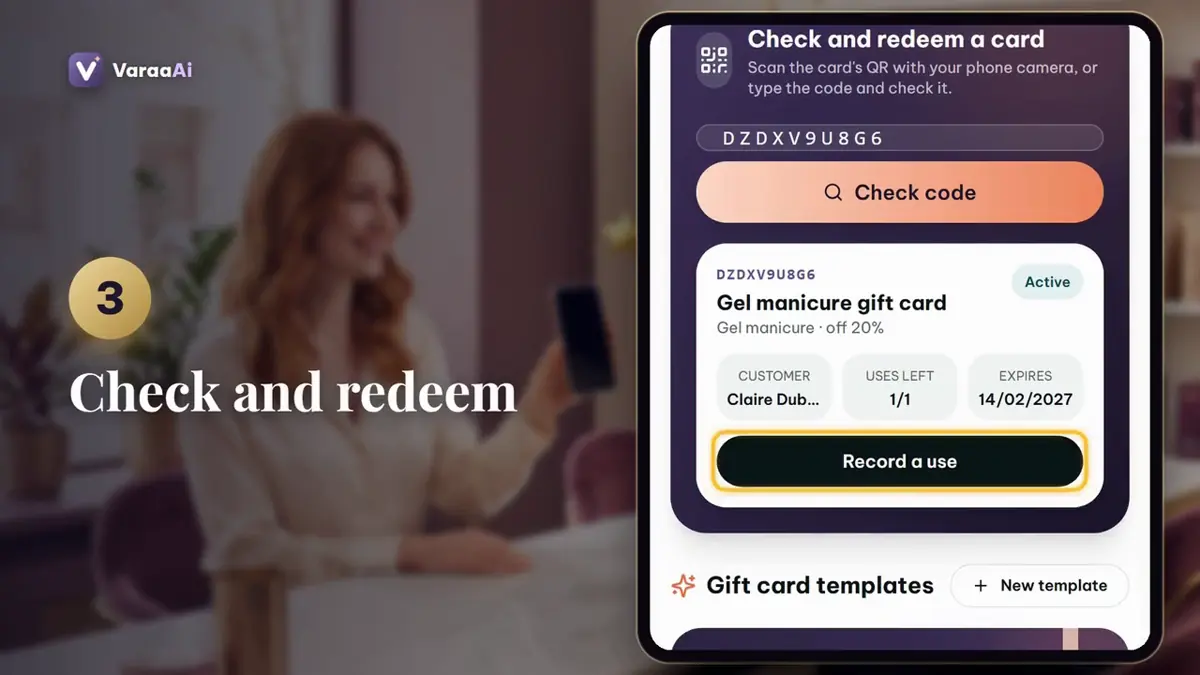 VaraaAi
3
Check and redeem
Check and redeem a card
Scan the card's QR with your phone camera, or
type the code and check it.
DZDXV9U8G6
Check code
DZDXV9U8G6
Active
Gel manicure gift card
Gel manicure · off 20%
CUSTOMER
Claire Dub...
USES LEFT
1/1
EXPIRES
14/02/2027
Record a use
Gift card templates
+ New template